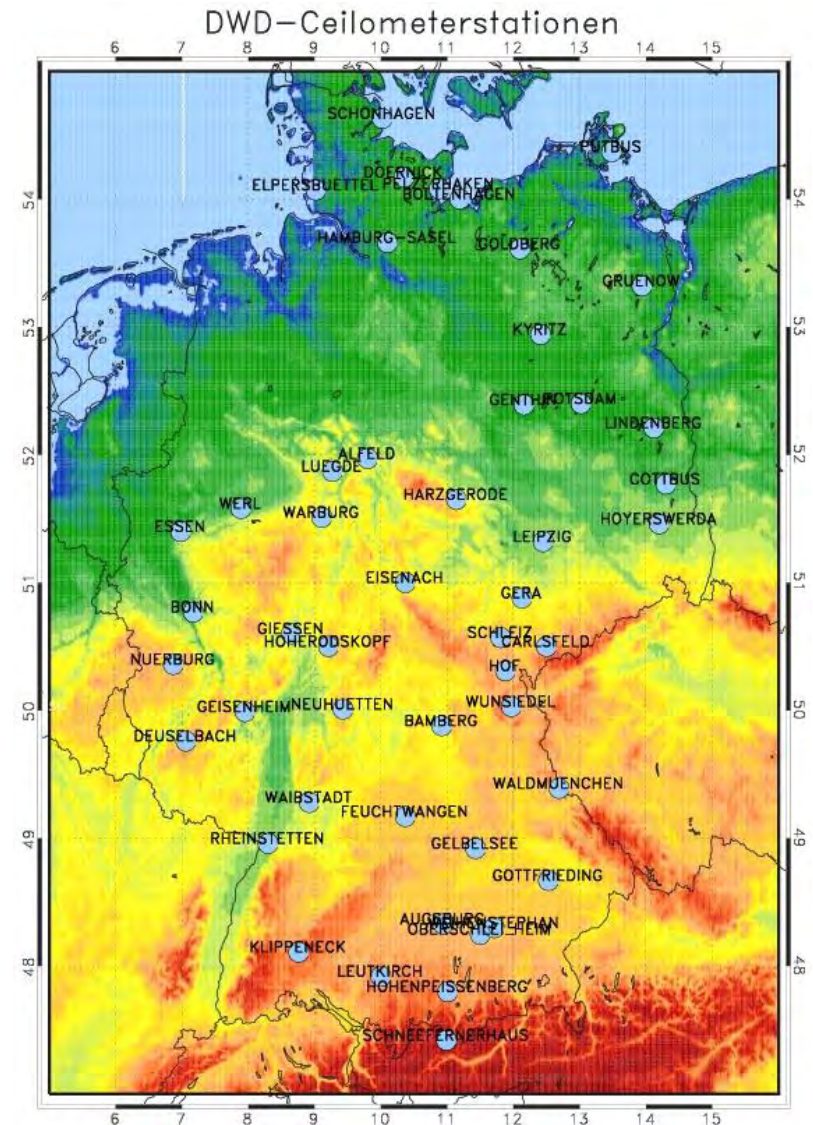 DWD-Ceilometerstationen
6 7 8 9 10 11 12 13 14 15
SCHONHAGEN
PUTBUS
DOERNICK
ELPERSBUETTEL PELZERHAKEN
BOLTENHAGEN
54 54
HAMBURG-SASEL
GOLDBERG
GRUENOW
53 53
KYRITZ
GENTHIN POTSDAM
LINDENBERG
52 52
ALFELD
LUEGDE
COTTBUS
HARZGERODE
WERL
WARBURG
HOYERSWERDA
ESSEN
LEIPZIG
51 51
EISENACH
GERA
BONN
GIESSEN
SCHLEIZ
HOHERODSKOPF
CARLSFELD
NUERBURG
HOF
50 50
GEISENHEIM NEUHUETTEN
WUNSIEDEL
BAMBERG
DEUSELBACH
WALDMUENCHEN
WAIBSTADT
FEUCHTWANGEN
49 49
RHEINSTETTEN
GELBELSEE
GOTTFRIEDING
AUGSBURG
OBERSCHLEI_HEIM
KLIPPENECK
48 48
LEUTKIRCH
HOHENPEISSENBERG
SCHNEEFERNERHAUS
6 7 8 9 10 11 12 13 14 15